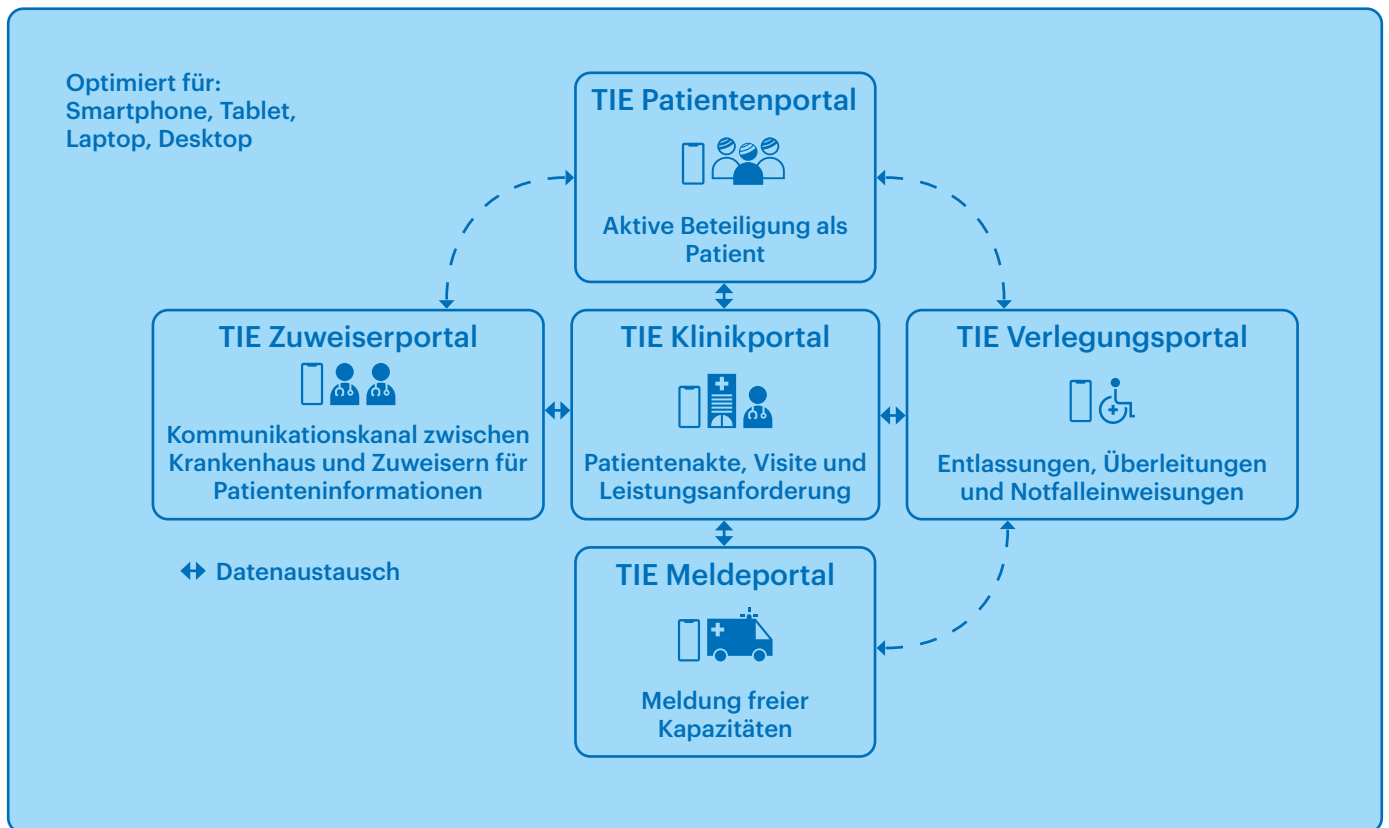 Optimiert für:
Smartphone, Tablet,
Laptop, Desktop
TIE Patientenportal
Aktive Beteiligung als
Patient
TIE Zuweiserportal
Kommunikationskanal zwischen
Krankenhaus und Zuweisern für
Patienteninformationen
TIE Klinikportal
Patientenakte, Visite und
Leistungsanforderung
TIE Verlegungsportal
Entlassungen, Überleitungen
und Notfalleinweisungen
Datenaustausch
TIE Meldeportal
Meldung freier
Kapazitäten